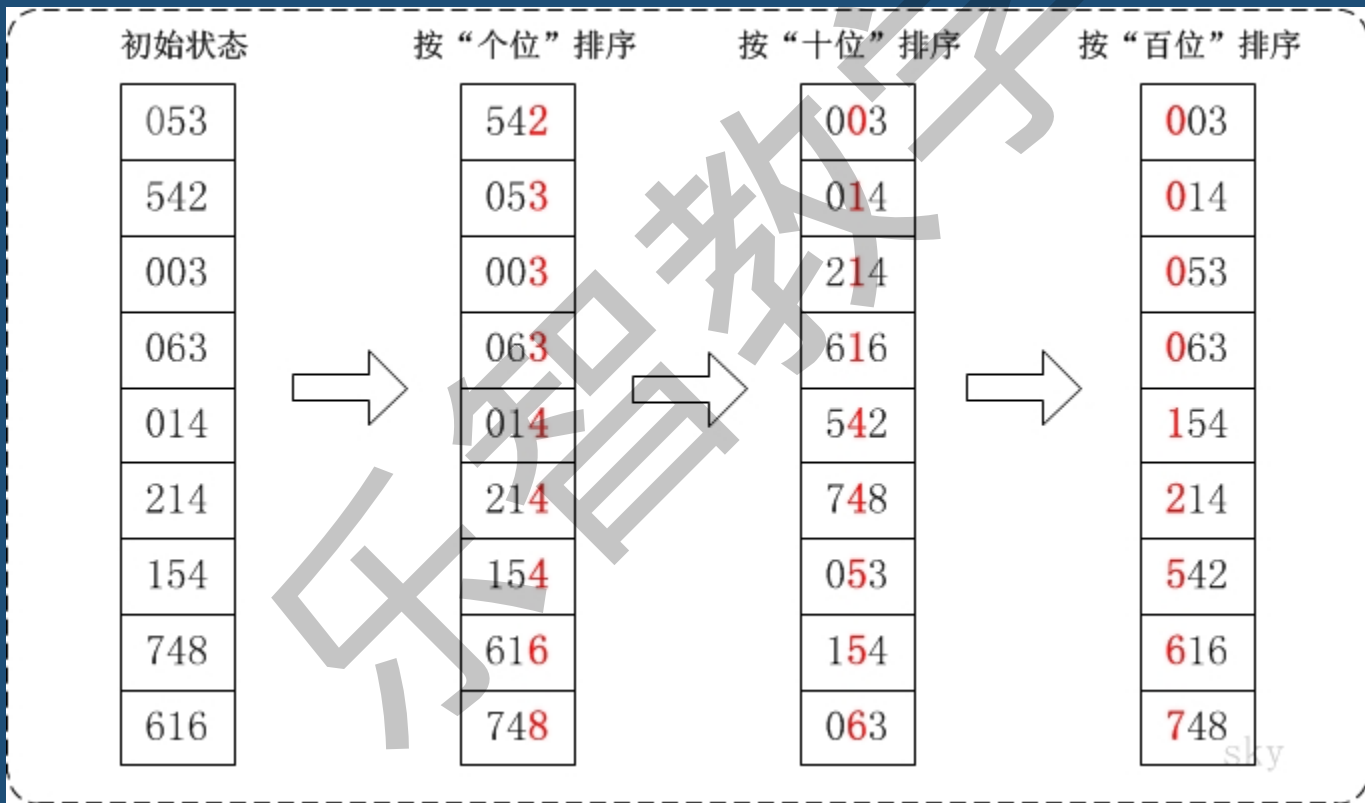 初始状态 按“个位”排序 按“十位”排序 按“百位”排序
053 542 003 003
542 053 014 014
003 003 214 053
063 063 616 063
014 014 542 154
214 214 748 214
154 154 053 542
748 616 154 616
616 748 063 748
乐智教学
sky